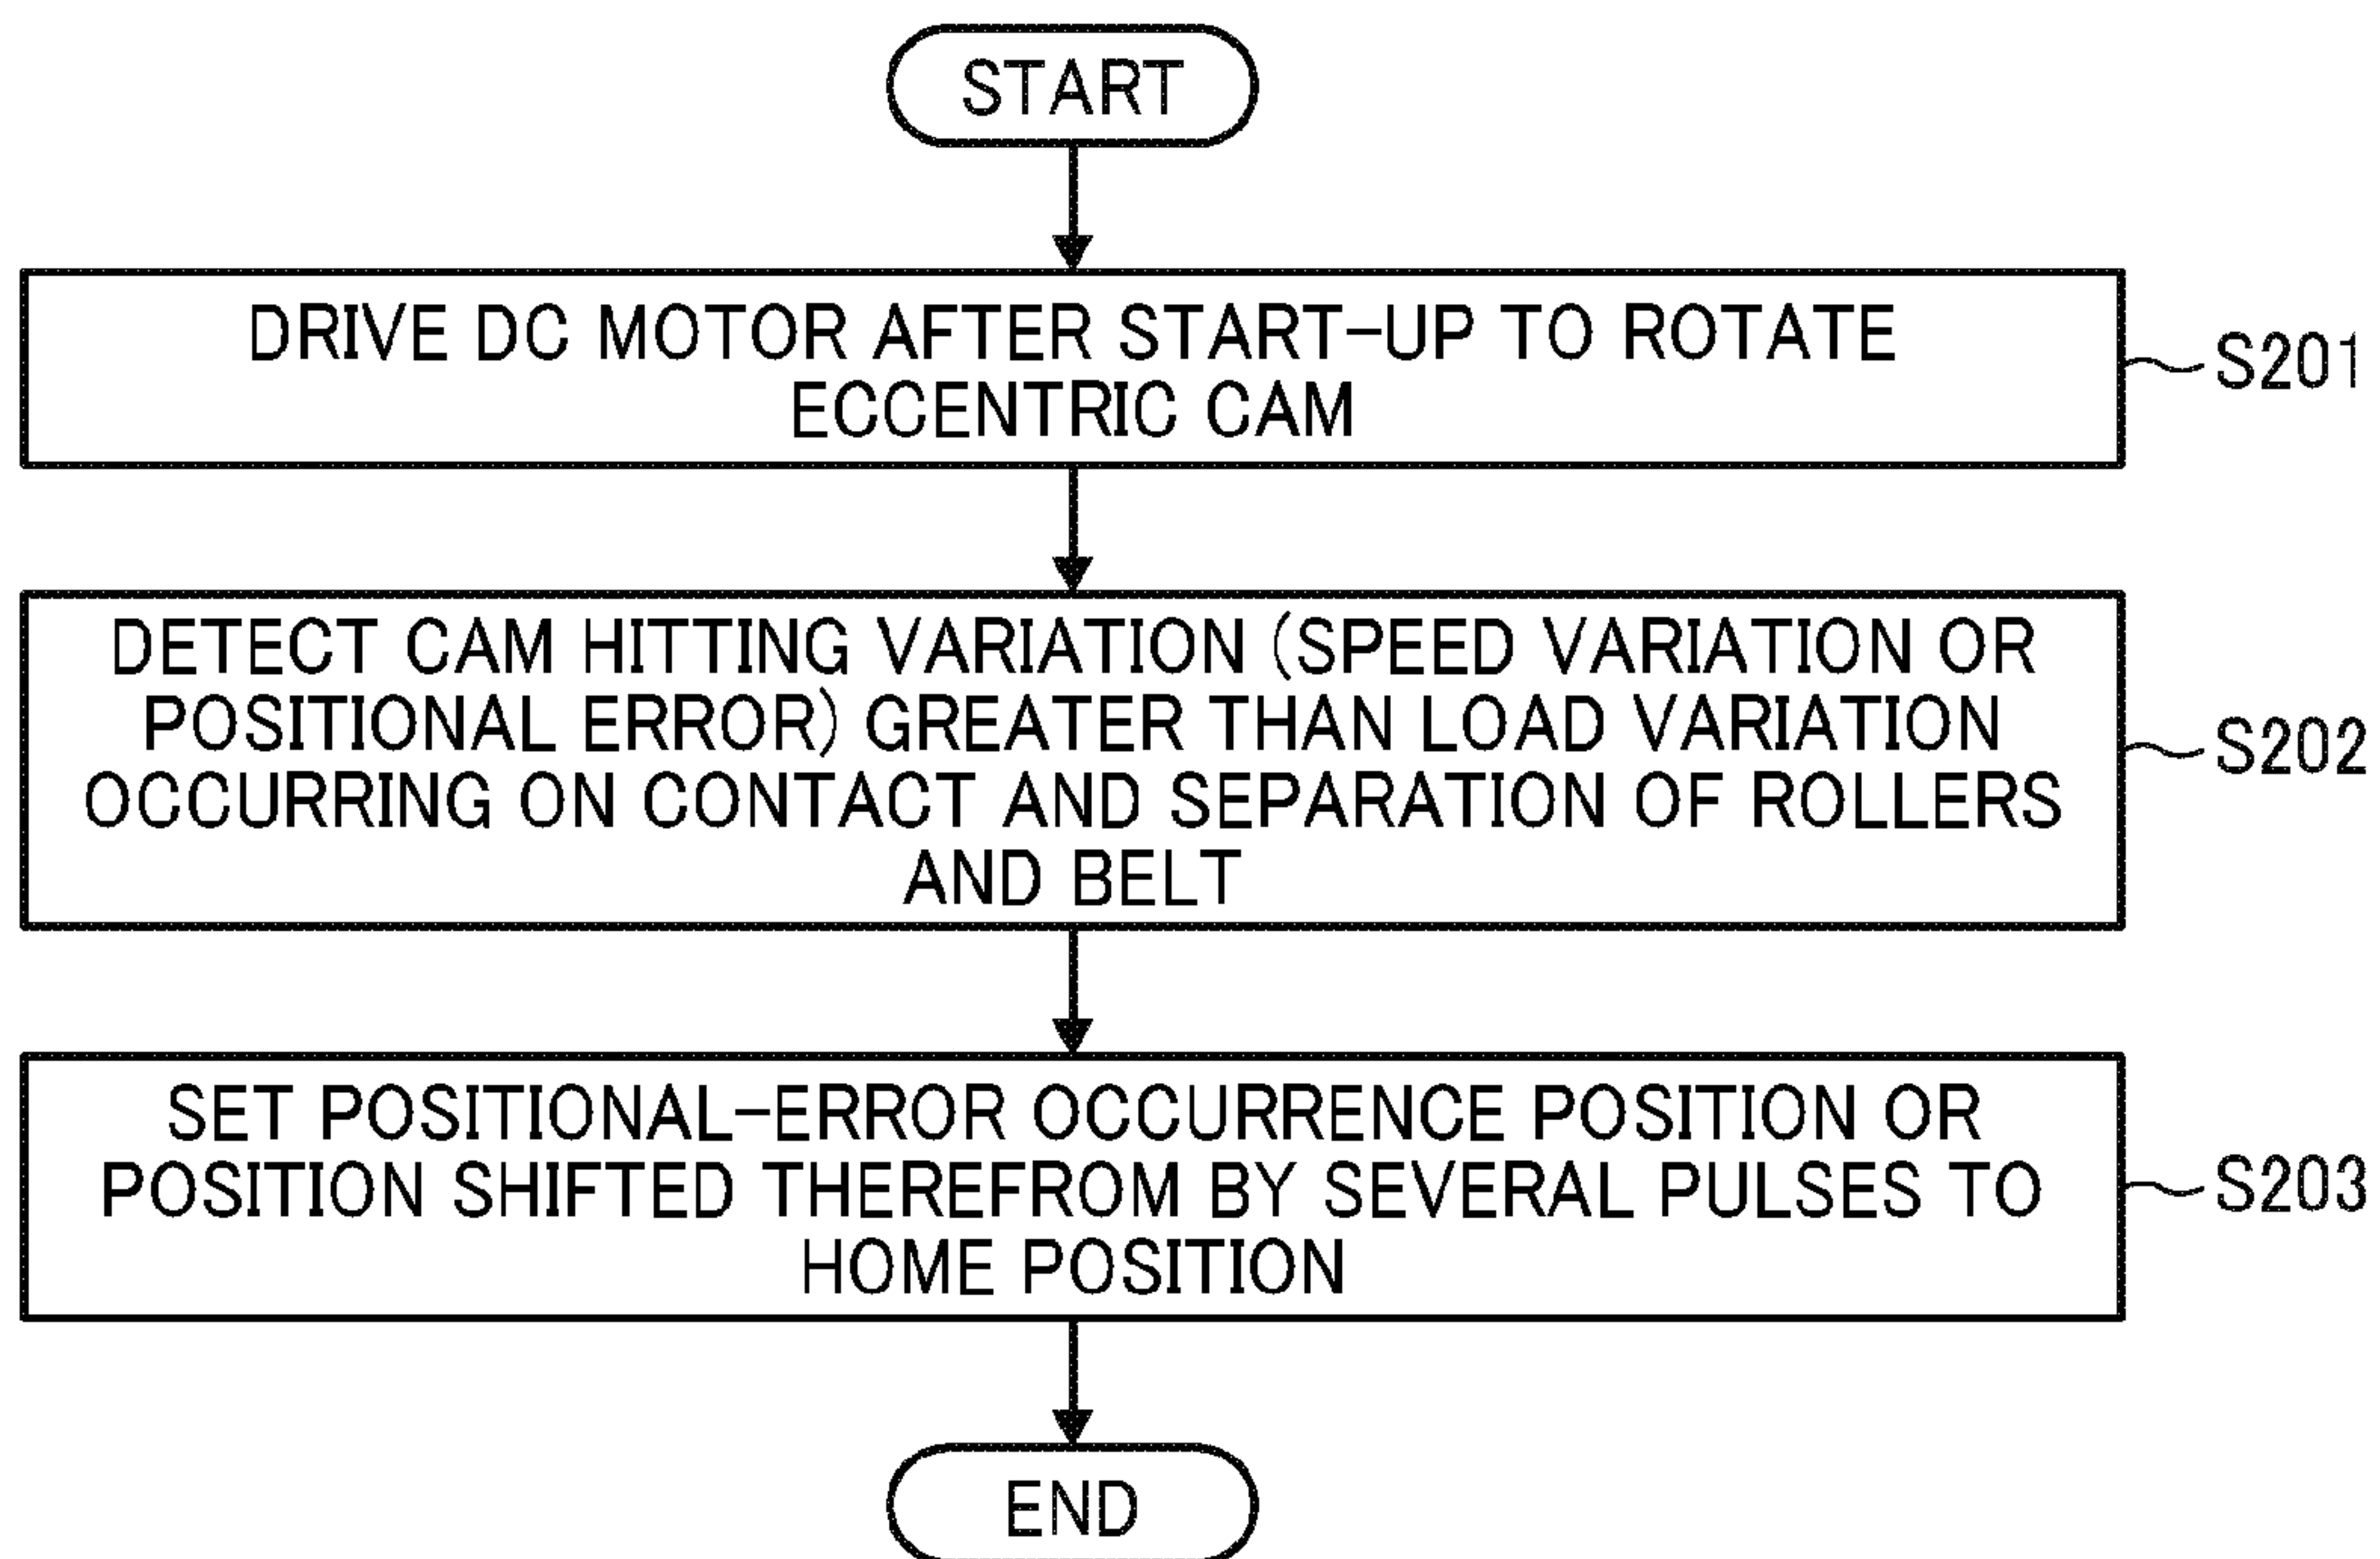 START
DRIVE DC MOTOR AFTER START-UP TO ROTATE
ECCENTRIC CAM
S201
DETECT CAM HITTING VARIATION (SPEED VARIATION OR
POSITIONAL ERROR) GREATER THAN LOAD VARIATION
OCCURRING ON CONTACT AND SEPARATION OF ROLLERS
AND BELT
S202
SET POSITIONAL-ERROR OCCURRENCE POSITION OR
POSITION SHIFTED THEREFROM BY SEVERAL PULSES TO
HOME POSITION
S203
END